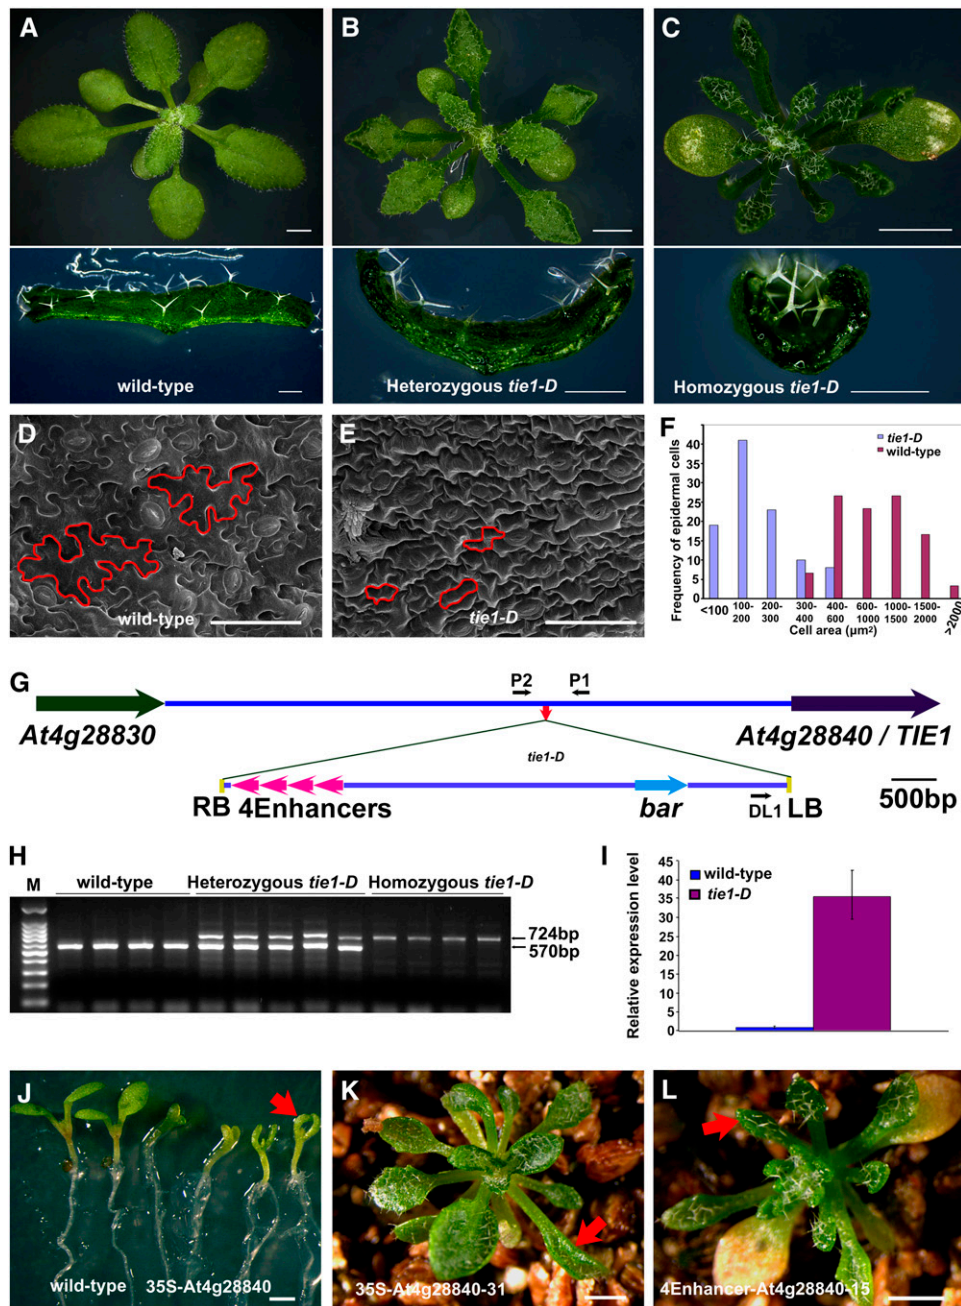 A
B
C
wild-type
Heterozygous tie1-D
Homozygous tie1-D
D
wild-type
E
tie1-D
F
tie1-D
wild-type
Frequency of epidermal cells
40
35
30
25
20
15
10
5
0
<100
100-
200
200-
300
300-
400
400-
600
600-
1000
1000-
1500
1500-
2000
>2000
Cell area (µm²)
G
P2 P1
At4g28830
At4g28840 / TIE1
tie1-D
RB 4Enhancers bar DL1 LB
500bp
H
M wild-type Heterozygous tie1-D Homozygous tie1-D
724bp
570bp
I
wild-type
tie1-D
Relative expression level
45
40
35
30
25
20
15
10
5
0
J
wild-type 35S-At4g28840
K
35S-At4g28840-31
L
4Enhancer-At4g28840-15